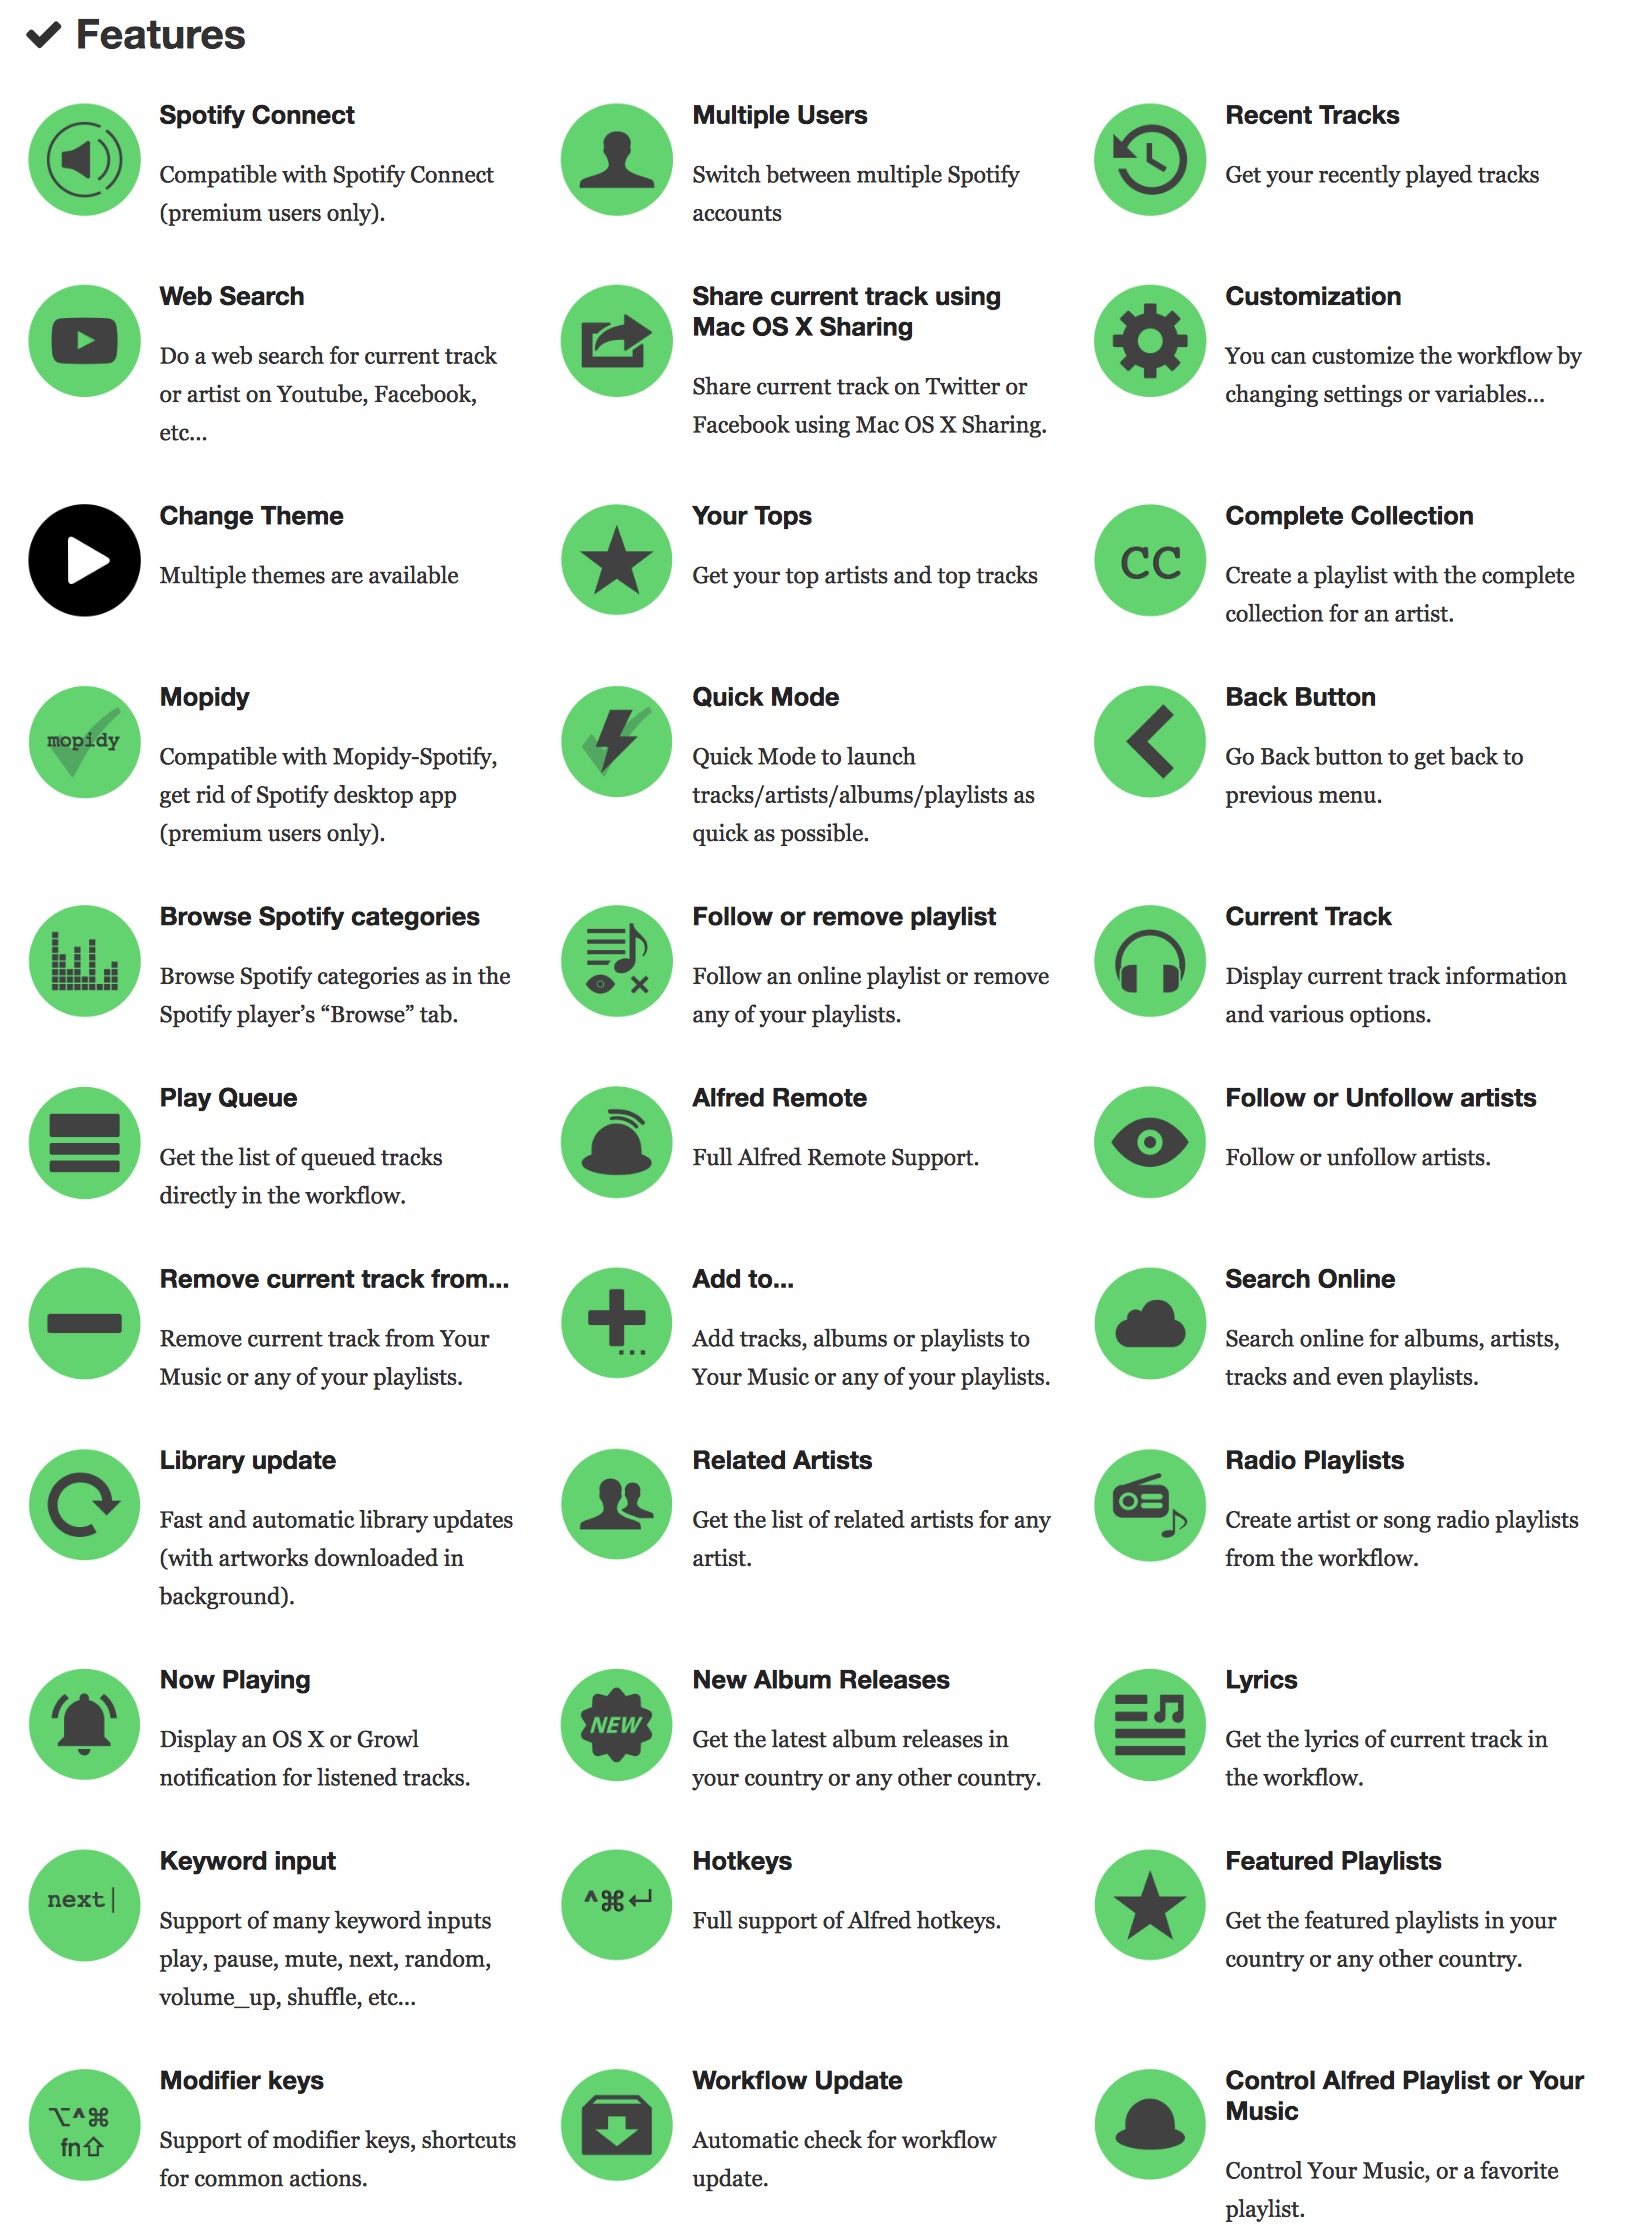 Features
Spotify Connect
Compatible with Spotify Connect
(premium users only).
Multiple Users
Switch between multiple Spotify
accounts
Recent Tracks
Get your recently played tracks
Web Search
Do a web search for current track
or artist on Youtube, Facebook,
etc...
Share current track using
Mac OS X Sharing
Share current track on Twitter or
Facebook using Mac OS X Sharing.
Customization
You can customize the workflow by
changing settings or variables...
Change Theme
Multiple themes are available
Your Tops
Get your top artists and top tracks
CC
Complete Collection
Create a playlist with the complete
collection for an artist.
mopidy
Mopidy
Compatible with Mopidy-Spotify,
get rid of Spotify desktop app
(premium users only).
Quick Mode
Quick Mode to launch
tracks/artists/albums/playlists as
quick as possible.
Back Button
Go Back button to get back to
previous menu.
Browse Spotify categories
Browse Spotify categories as in the
Spotify player’s “Browse” tab.
Follow or remove playlist
Follow an online playlist or remove
any of your playlists.
Current Track
Display current track information
and various options.
Play Queue
Get the list of queued tracks
directly in the workflow.
Alfred Remote
Full Alfred Remote Support.
Follow or Unfollow artists
Follow or unfollow artists.
Remove current track from...
Remove current track from Your
Music or any of your playlists.
Add to...
Add tracks, albums or playlists to
Your Music or any of your playlists.
Search Online
Search online for albums, artists,
tracks and even playlists.
Library update
Fast and automatic library updates
(with artworks downloaded in
background).
Related Artists
Get the list of related artists for any
artist.
Radio Playlists
Create artist or song radio playlists
from the workflow.
Now Playing
Display an OS X or Growl
notification for listened tracks.
NEW
New Album Releases
Get the latest album releases in
your country or any other country.
Lyrics
Get the lyrics of current track in
the workflow.
next|
Keyword input
Support of many keyword inputs
play, pause, mute, next, random,
volume_up, shuffle, etc...
^⌘↵
Hotkeys
Full support of Alfred hotkeys.
Featured Playlists
Get the featured playlists in your
country or any other country.
⌥^⌘
fn⇧
Modifier keys
Support of modifier keys, shortcuts
for common actions.
Workflow Update
Automatic check for workflow
update.
Control Alfred Playlist or Your
Music
Control Your Music, or a favorite
playlist.